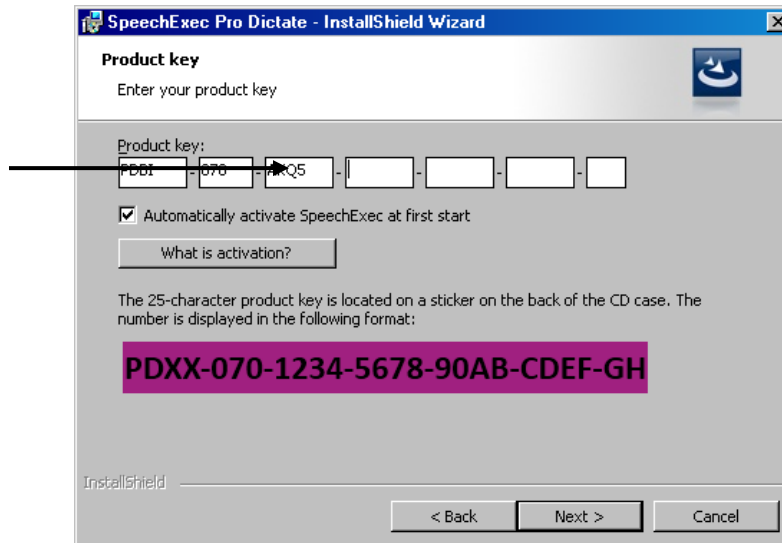 SpeechExec Pro Dictate - InstallShield Wizard
Product key
Enter your product key
Product key:
PDBI - 070 - - - - -
Automatically activate SpeechExec at first start
What is activation?
The 25-character product key is located on a sticker on the back of the CD case. The
number is displayed in the following format:
PDXX-070-1234-5678-90AB-CDEF-GH
InstallShield
< Back Next > Cancel